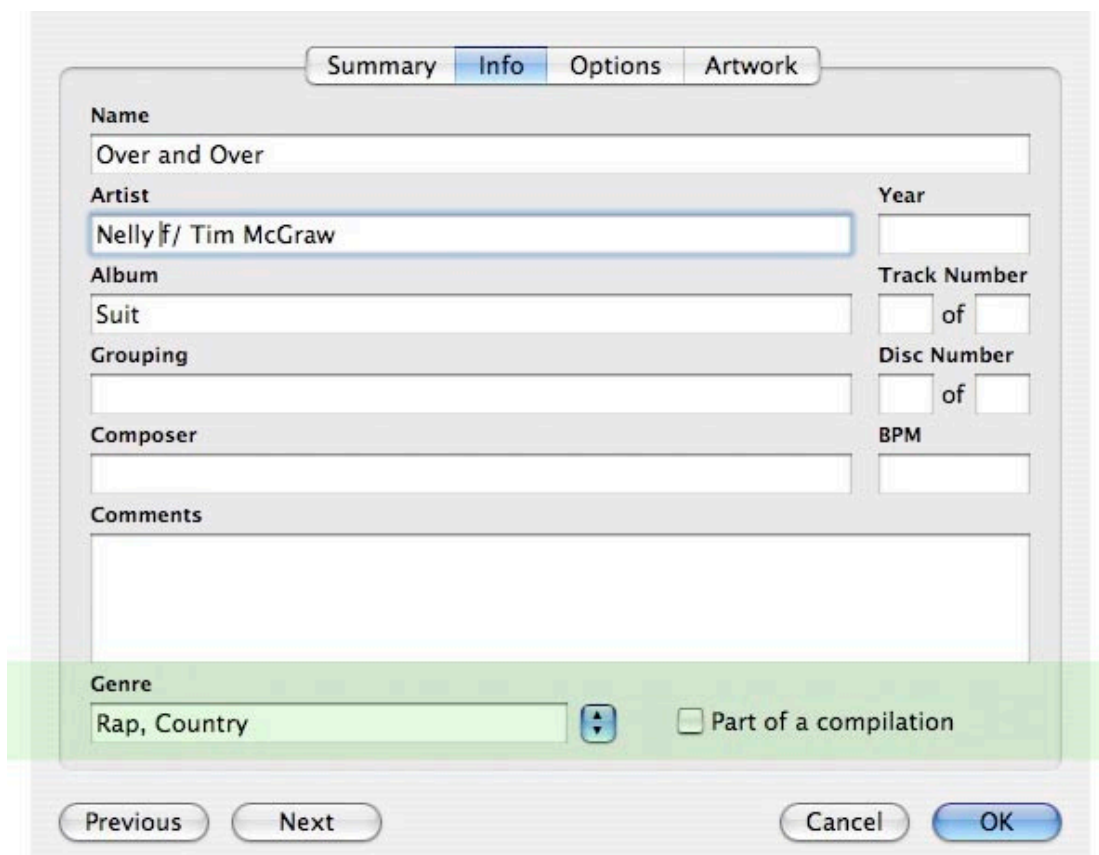 Summary Info Options Artwork
Name
Over and Over
Artist Year
Nelly f/ Tim McGraw
Album Track Number
Suit of
Grouping Disc Number
of
Composer BPM
Comments
Genre
Rap, Country Part of a compilation
Previous Next Cancel OK